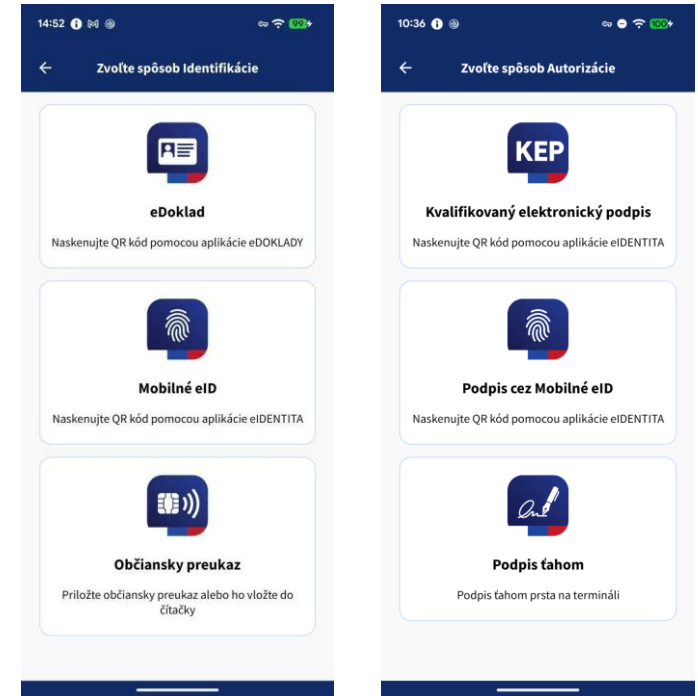 14:52
99+
Zvoľte spôsob Identifikácie
eDoklad
Naskenujte QR kód pomocou aplikácie eDOKLADY
Mobilné eID
Naskenujte QR kód pomocou aplikácie eIDENTITA
Občiansky preukaz
Priložte občiansky preukaz alebo ho vložte do
čítačky
10:36
100+
Zvoľte spôsob Autorizácie
KEP
Kvalifikovaný elektronický podpis
Naskenujte QR kód pomocou aplikácie eIDENTITA
Podpis cez Mobilné eID
Naskenujte QR kód pomocou aplikácie eIDENTITA
Podpis ťahom
Podpis ťahom prsta na termináli